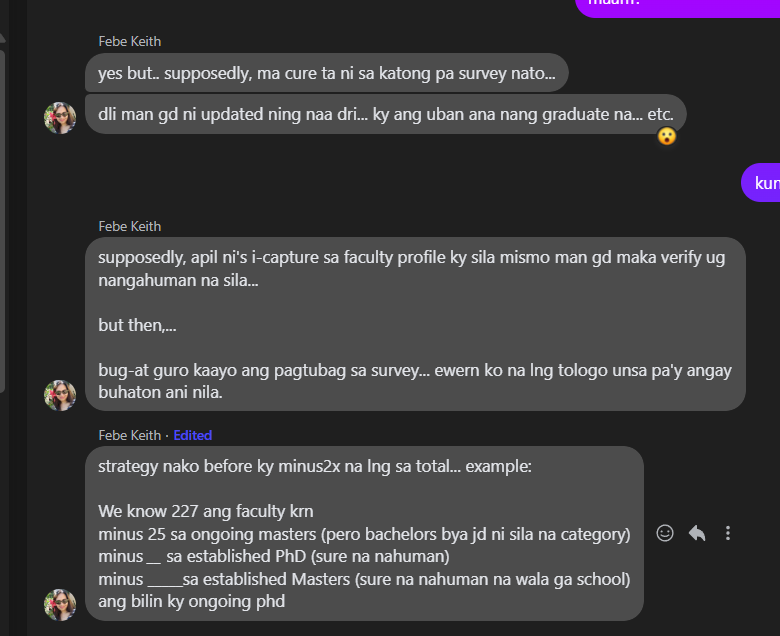 Febe Keith
yes but.. supposedly, ma cure ta ni sa katong pa survey nato...
dli man gd ni updated ning naa dri... ky ang uban ana nang graduate na... etc.
Febe Keith
supposedly, apil ni's i-capture sa faculty profile ky sila mismo man gd maka verify ug
nangahuman na sila...
but then,...
bug-at guro kaayo ang pagtubag sa survey... ewern ko na lng tologo unsa pa'y angay
buhaton ani nila.
Febe Keith · Edited
strategy nako before ky minus2x na lng sa total... example:
We know 227 ang faculty krn
minus 25 sa ongoing masters (pero bachelors bya jd ni sila na category)
minus __ sa established PhD (sure na nahuman)
minus _____sa established Masters (sure na nahuman na wala ga school)
ang bilin ky ongoing phd